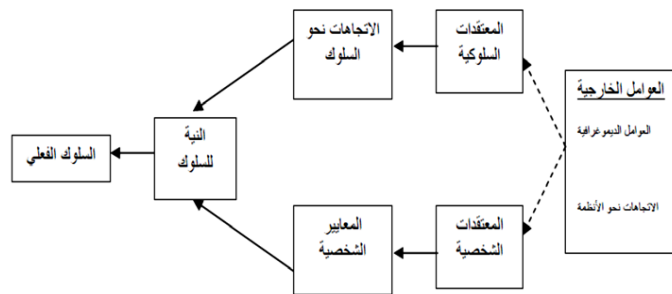 العوامل الخارجية
العوامل الديموغرافية
الاتجاهات نحو الأنظمة
المعتقدات
السلوكية
الاتجاهات نحو
السلوك
المعتقدات
الشخصية
المعايير
الشخصية
النية
للسلوك
السلوك الفعلي